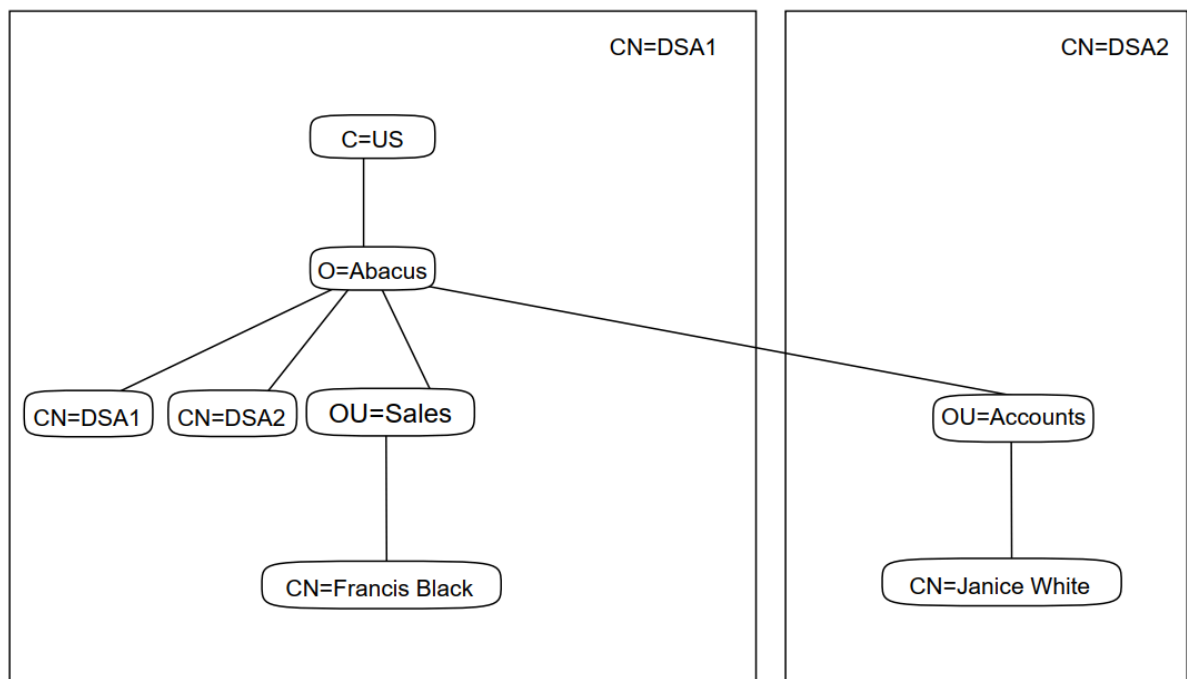 CN=DSA1
CN=DSA2
C=US
O=Abacus
CN=DSA1
CN=DSA2
OU=Sales
OU=Accounts
CN=Francis Black
CN=Janice White